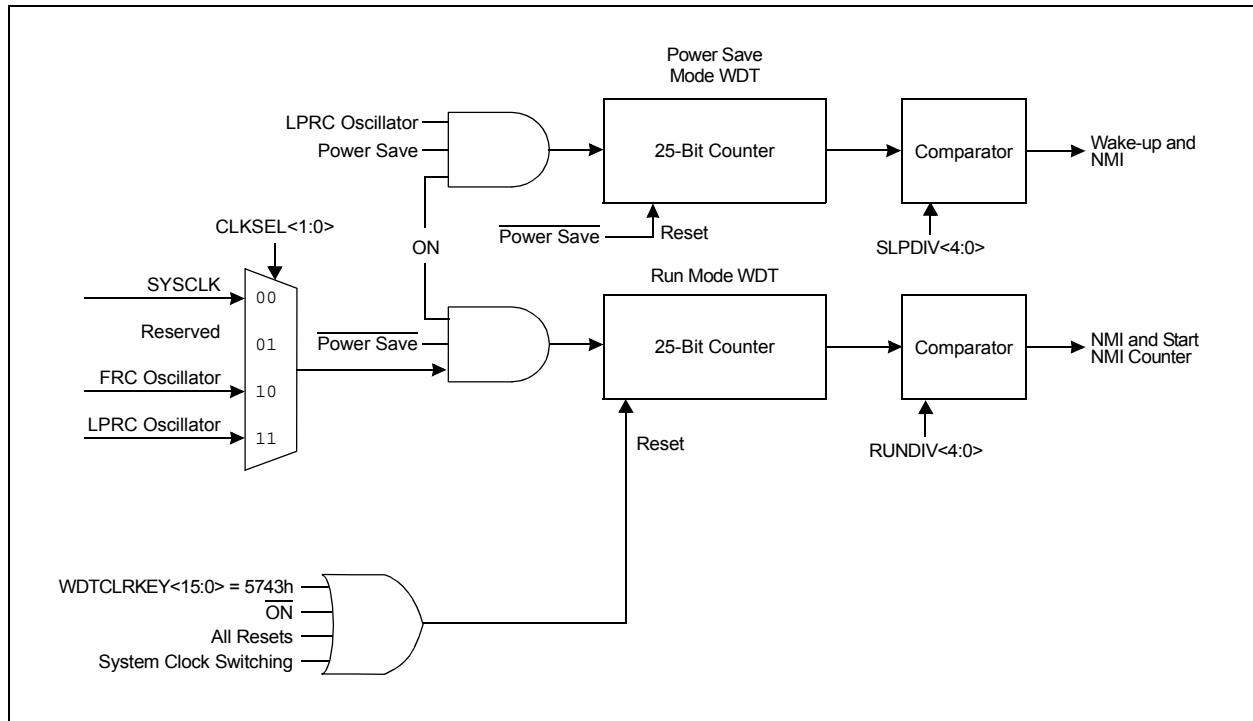 Power Save
Mode WDT
LPRC Oscillator
Power Save
25-Bit Counter
Comparator
Wake-up and
NMI
CLKSEL<1:0>
ON
Power Save
Reset
SLPDIV<4:0>
Run Mode WDT
SYSCLK
00
Reserved
01
Power Save
25-Bit Counter
Comparator
NMI and Start
NMI Counter
FRC Oscillator
10
LPRC Oscillator
11
Reset
RUNDIV<4:0>
WDTCLRKEY<15:0> = 5743h
ON
All Resets
System Clock Switching